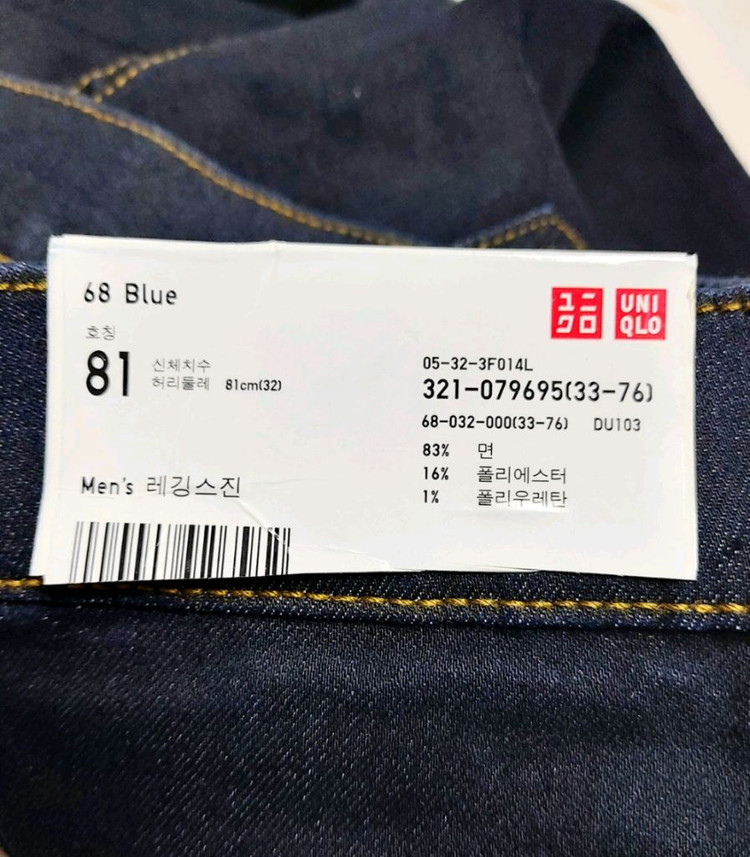 68 Blue
호칭
81
신체치수
허리둘레 81cm(32)
Men's 레깅스진
ユニ
クロ
UNI
QLO
05-32-3F014L
321-079695(33-76)
68-032-000(33-76) DU103
83% 면
16% 폴리에스터
1% 폴리우레탄